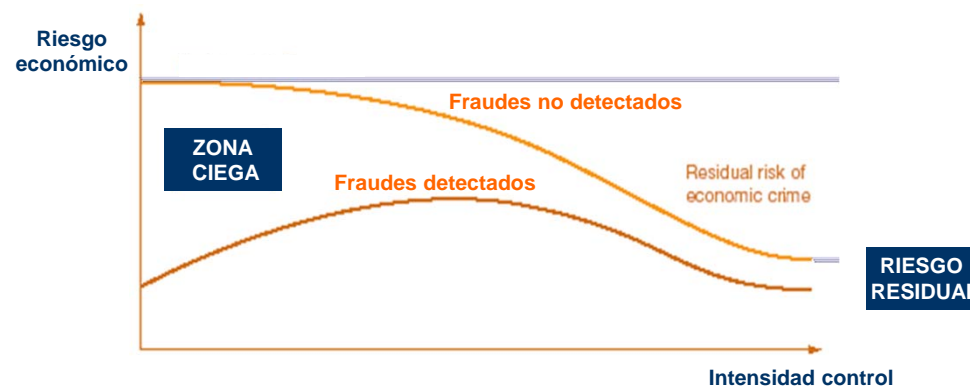 Riesgo
económico
Fraudes no detectados
ZONA
CIEGA
Fraudes detectados
Residual risk of
economic crime
RIESGO
RESIDUAL
Intensidad control